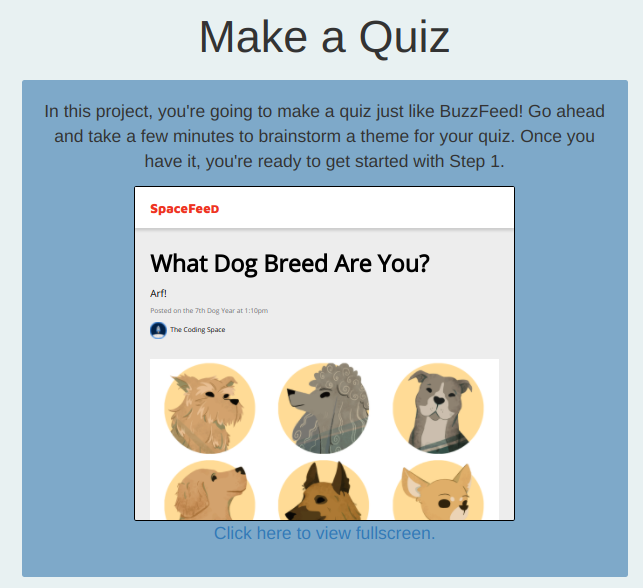 Make a Quiz
In this project, you're going to make a quiz just like BuzzFeed! Go ahead
and take a few minutes to brainstorm a theme for your quiz. Once you
have it, you're ready to get started with Step 1.
SpaceFeeD
What Dog Breed Are You?
Arf!
Posted on the 7th Dog Year at 1:10pm
The Coding Space
Click here to view fullscreen.